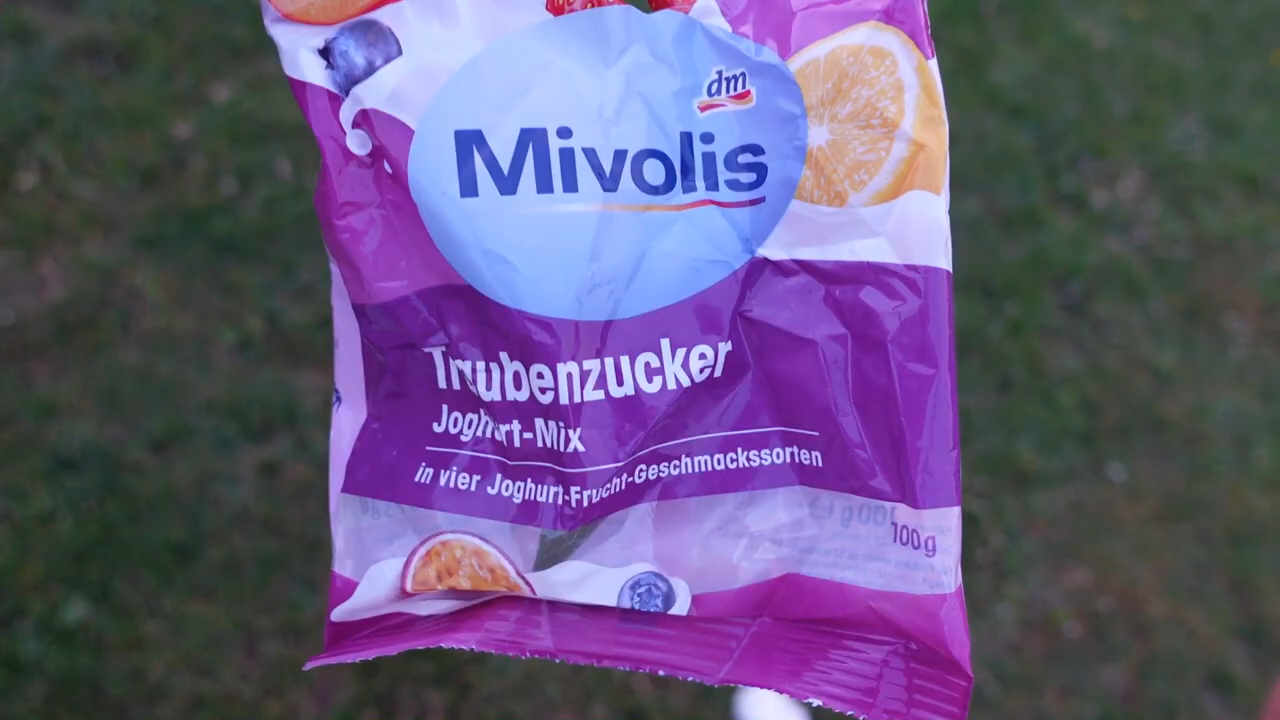 dm
Mivolis
Traubenzucker
Joghurt-Mix
in vier Joghurt-Frucht-Geschmackssorten
100 g